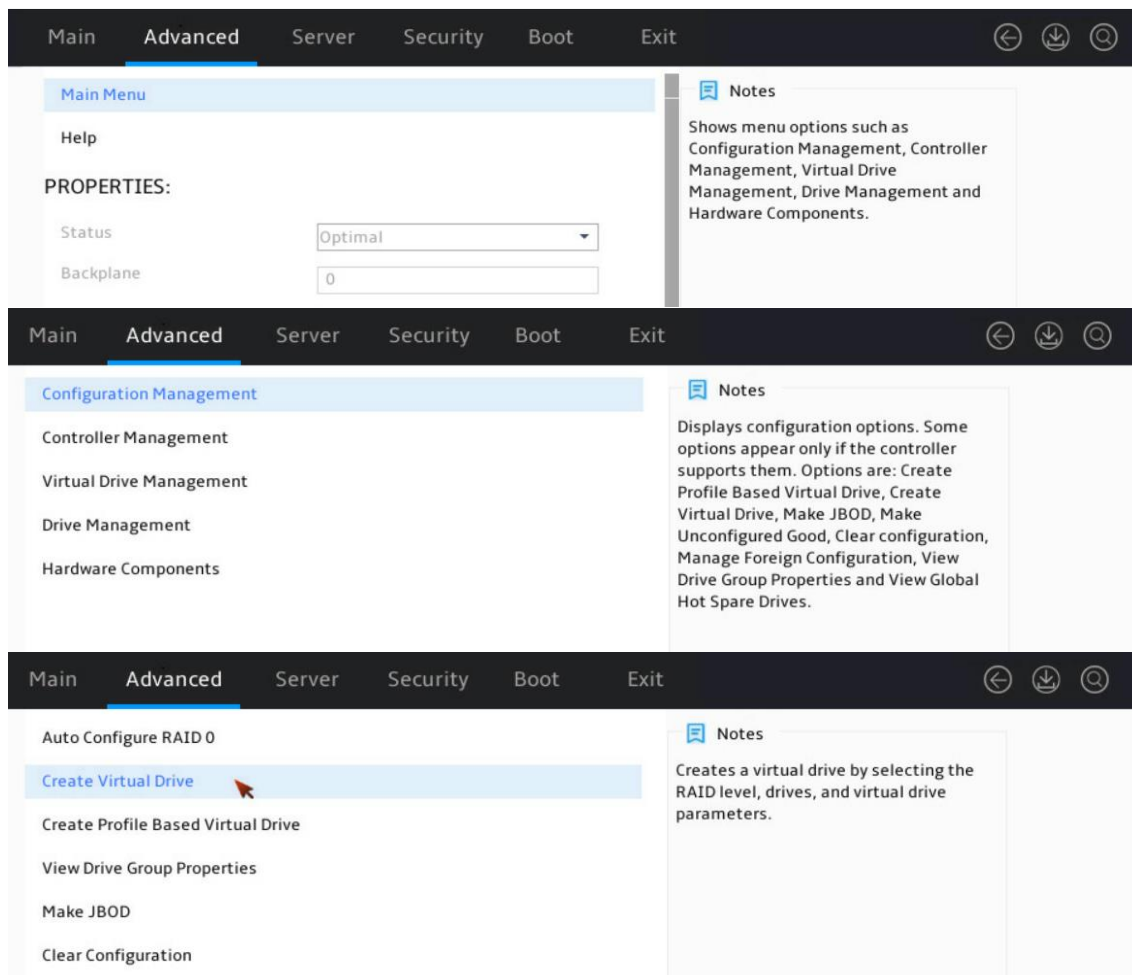 Main Advanced Server Security Boot Exit
Main Menu
Help
PROPERTIES:
Status Optimal
Backplane 0
Notes
Shows menu options such as
Configuration Management, Controller
Management, Virtual Drive
Management, Drive Management and
Hardware Components.
Main Advanced Server Security Boot Exit
Configuration Management
Controller Management
Virtual Drive Management
Drive Management
Hardware Components
Notes
Displays configuration options. Some
options appear only if the controller
supports them. Options are: Create
Profile Based Virtual Drive, Create
Virtual Drive, Make JBOD, Make
Unconfigured Good, Clear configuration,
Manage Foreign Configuration, View
Drive Group Properties and View Global
Hot Spare Drives.
Main Advanced Server Security Boot Exit
Auto Configure RAID 0
Create Virtual Drive
Create Profile Based Virtual Drive
View Drive Group Properties
Make JBOD
Clear Configuration
Notes
Creates a virtual drive by selecting the
RAID level, drives, and virtual drive
parameters.